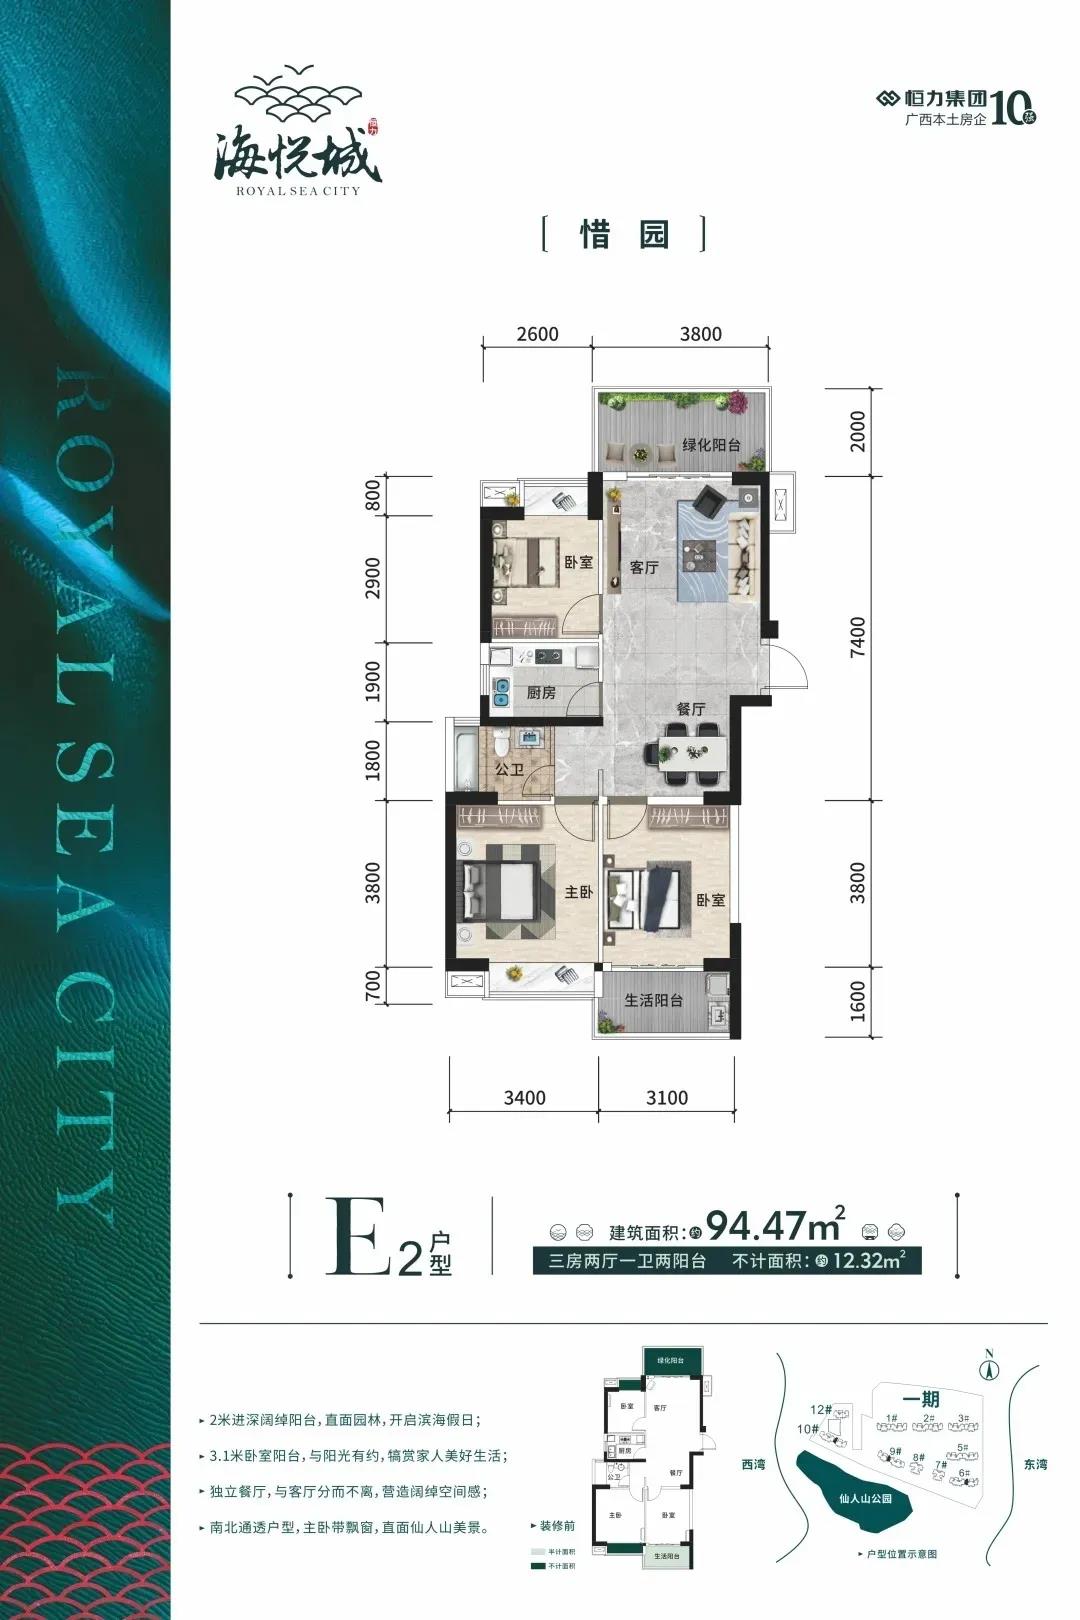 海悦城
恒力
ROYAL SEA CITY
恒力集团
广西本土房企10强
ROYAL SEA CITY
[ 惜园 ]
2600 3800
2000
800
2900
1900
1800
3800
700
7400
3800
1600
绿化阳台
卧室
客厅
厨房
餐厅
公卫
主卧
卧室
生活阳台
3400 3100
E2户型
建筑面积:约94.47m²
三房两厅一卫两阳台 不计面积:约12.32m²
▸ 2米进深阔绰阳台,直面园林,开启滨海假日;
▸ 3.1米卧室阳台,与阳光有约,犒赏家人美好生活;
▸ 独立餐厅,与客厅分而不离,营造阔绰空间感;
▸ 南北通透户型,主卧带飘窗,直面仙人山美景。
绿化阳台
卧室
客厅
厨房
公卫
餐厅
主卧
卧室
生活阳台
▸ 装修前
半计面积
不计面积
N
一期
12#
10#
1#
2#
3#
9#
8#
7#
5#
6#
西湾
东湾
仙人山公园
▸ 户型位置示意图